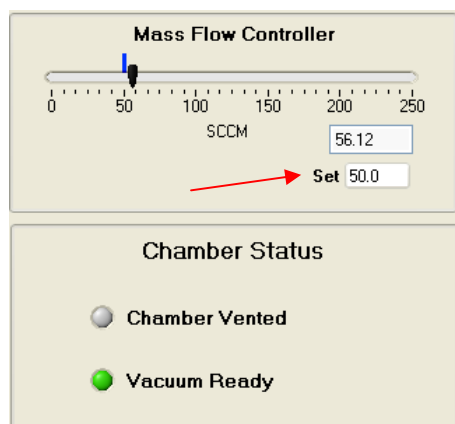 Mass Flow Controller
0 50 100 150 200 250
SCCM
56.12
Set 50.0
Chamber Status
Chamber Vented
Vacuum Ready